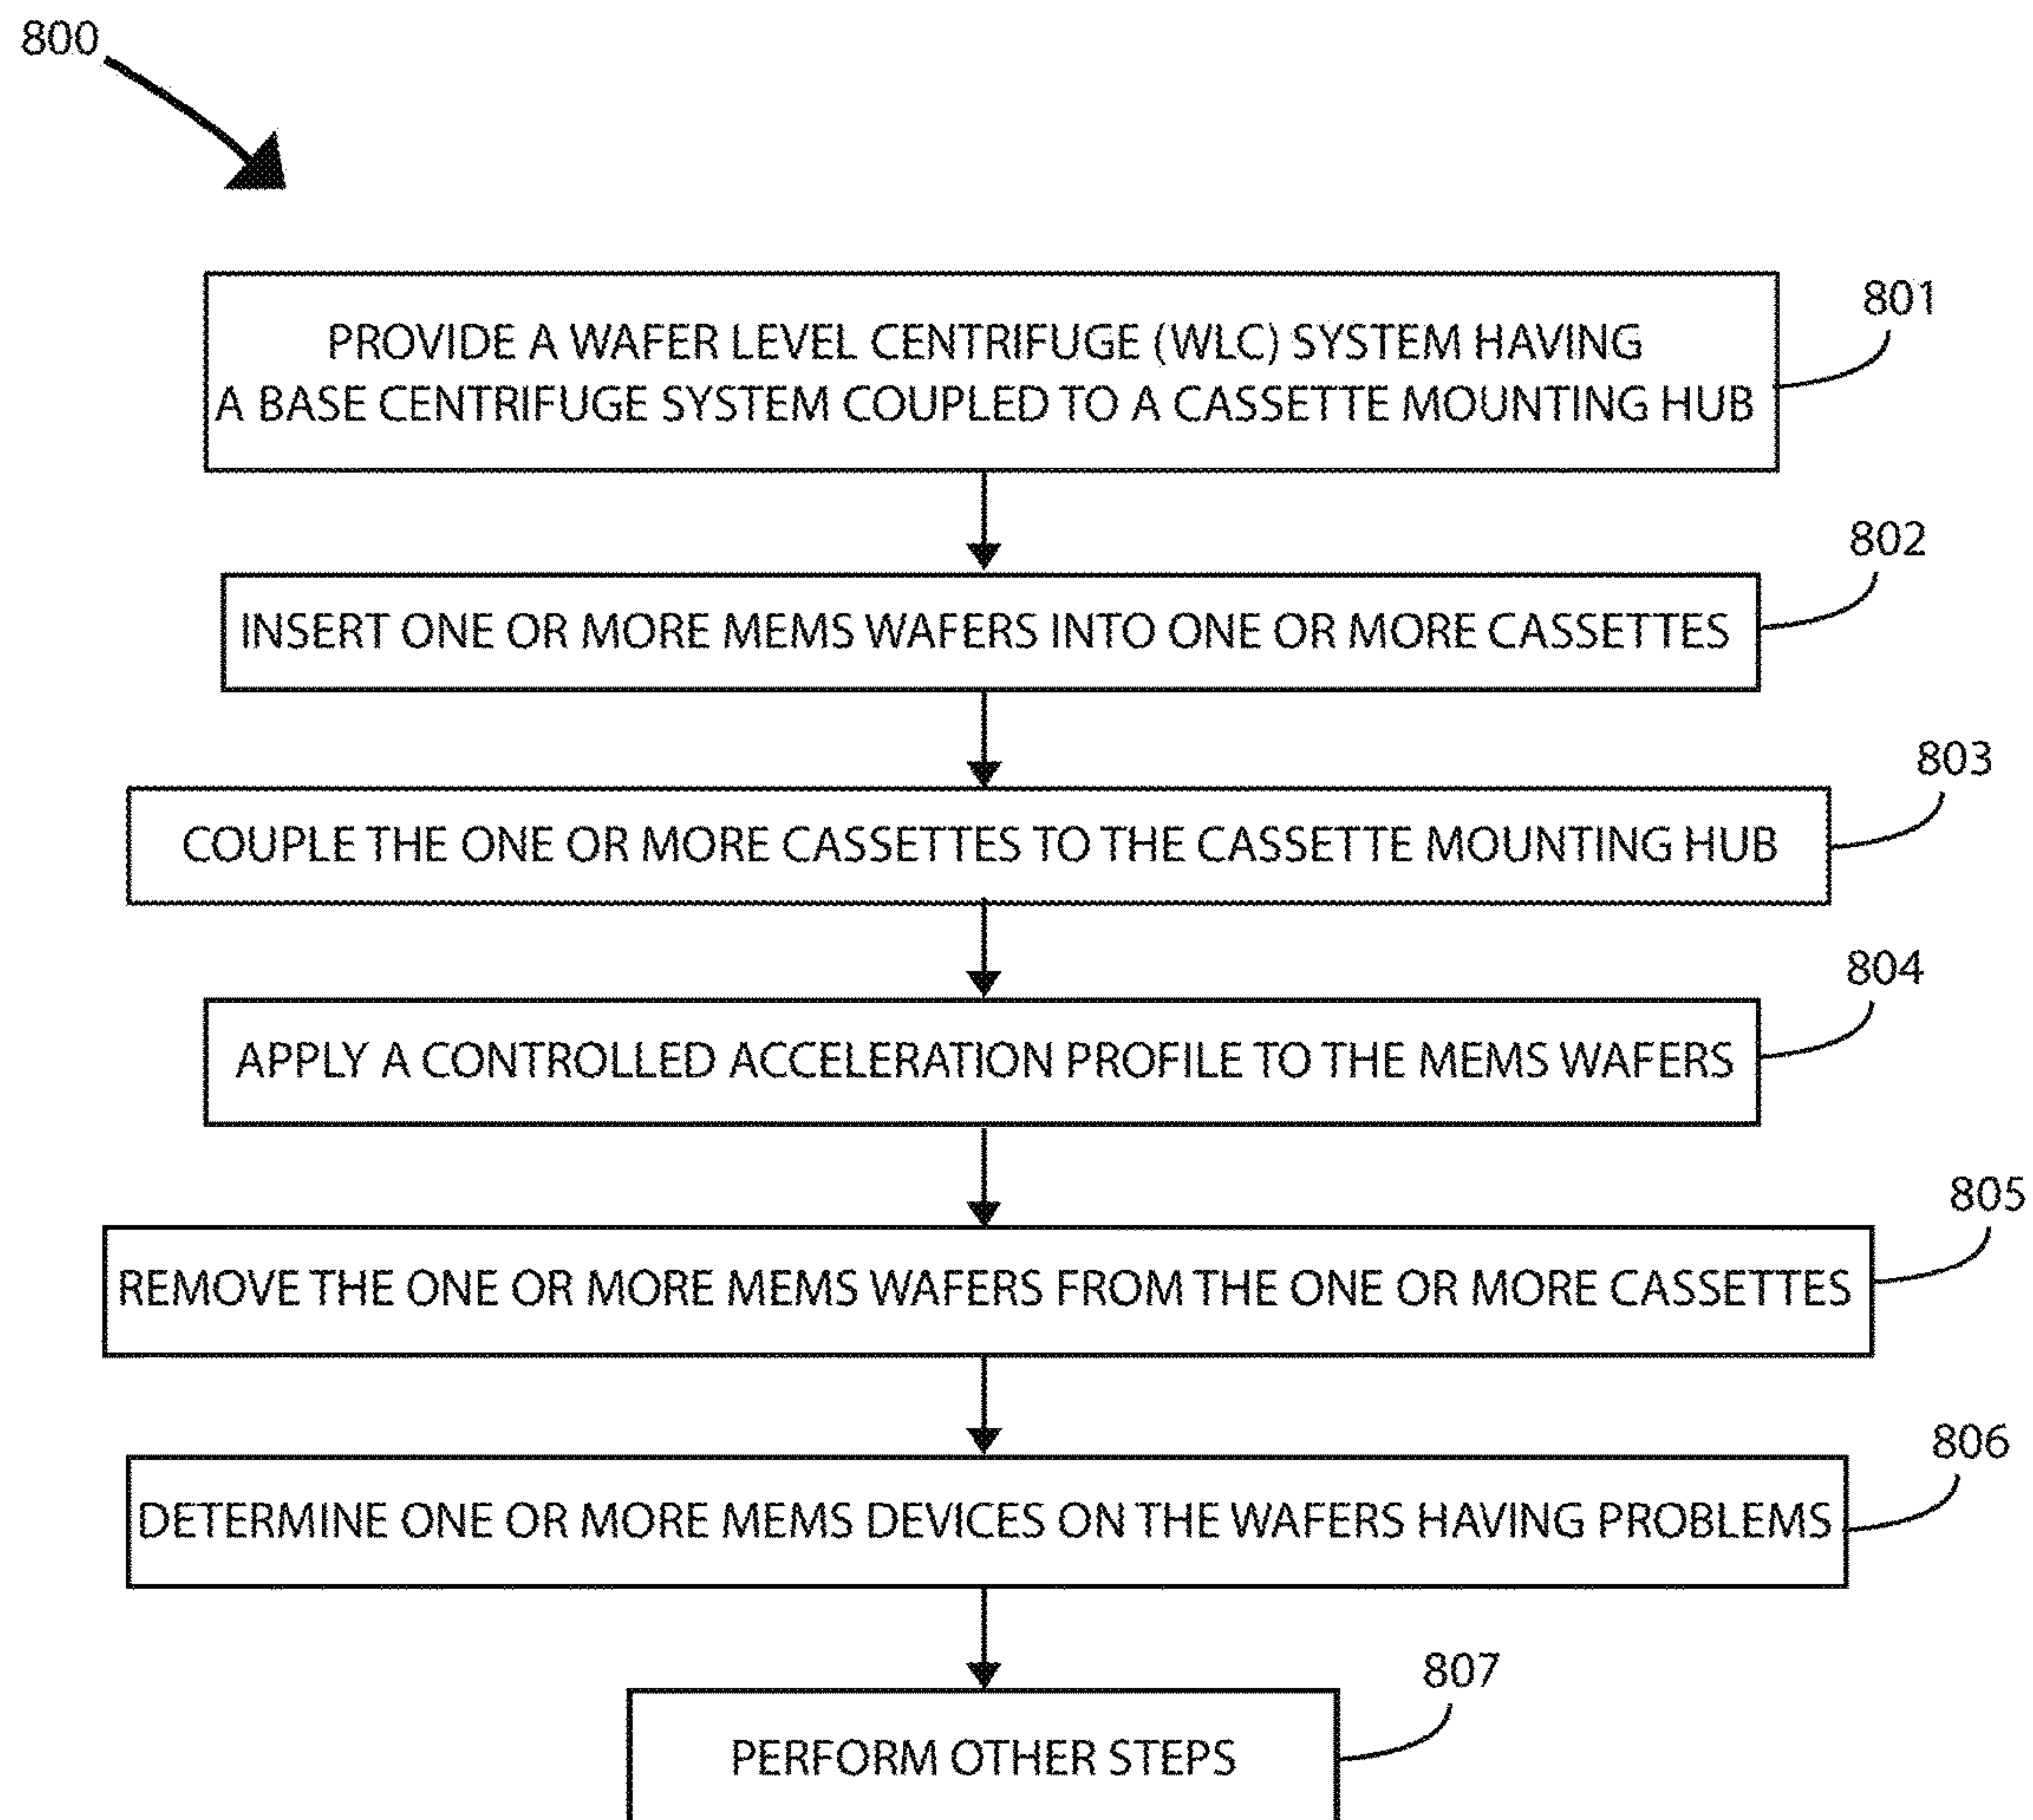 800
801
PROVIDE A WAFER LEVEL CENTRIFUGE (WLC) SYSTEM HAVING
A BASE CENTRIFUGE SYSTEM COUPLED TO A CASSETTE MOUNTING HUB
802
INSERT ONE OR MORE MEMS WAFERS INTO ONE OR MORE CASSETTES
803
COUPLE THE ONE OR MORE CASSETTES TO THE CASSETTE MOUNTING HUB
804
APPLY A CONTROLLED ACCELERATION PROFILE TO THE MEMS WAFERS
805
REMOVE THE ONE OR MORE MEMS WAFERS FROM THE ONE OR MORE CASSETTES
806
DETERMINE ONE OR MORE MEMS DEVICES ON THE WAFERS HAVING PROBLEMS
807
PERFORM OTHER STEPS